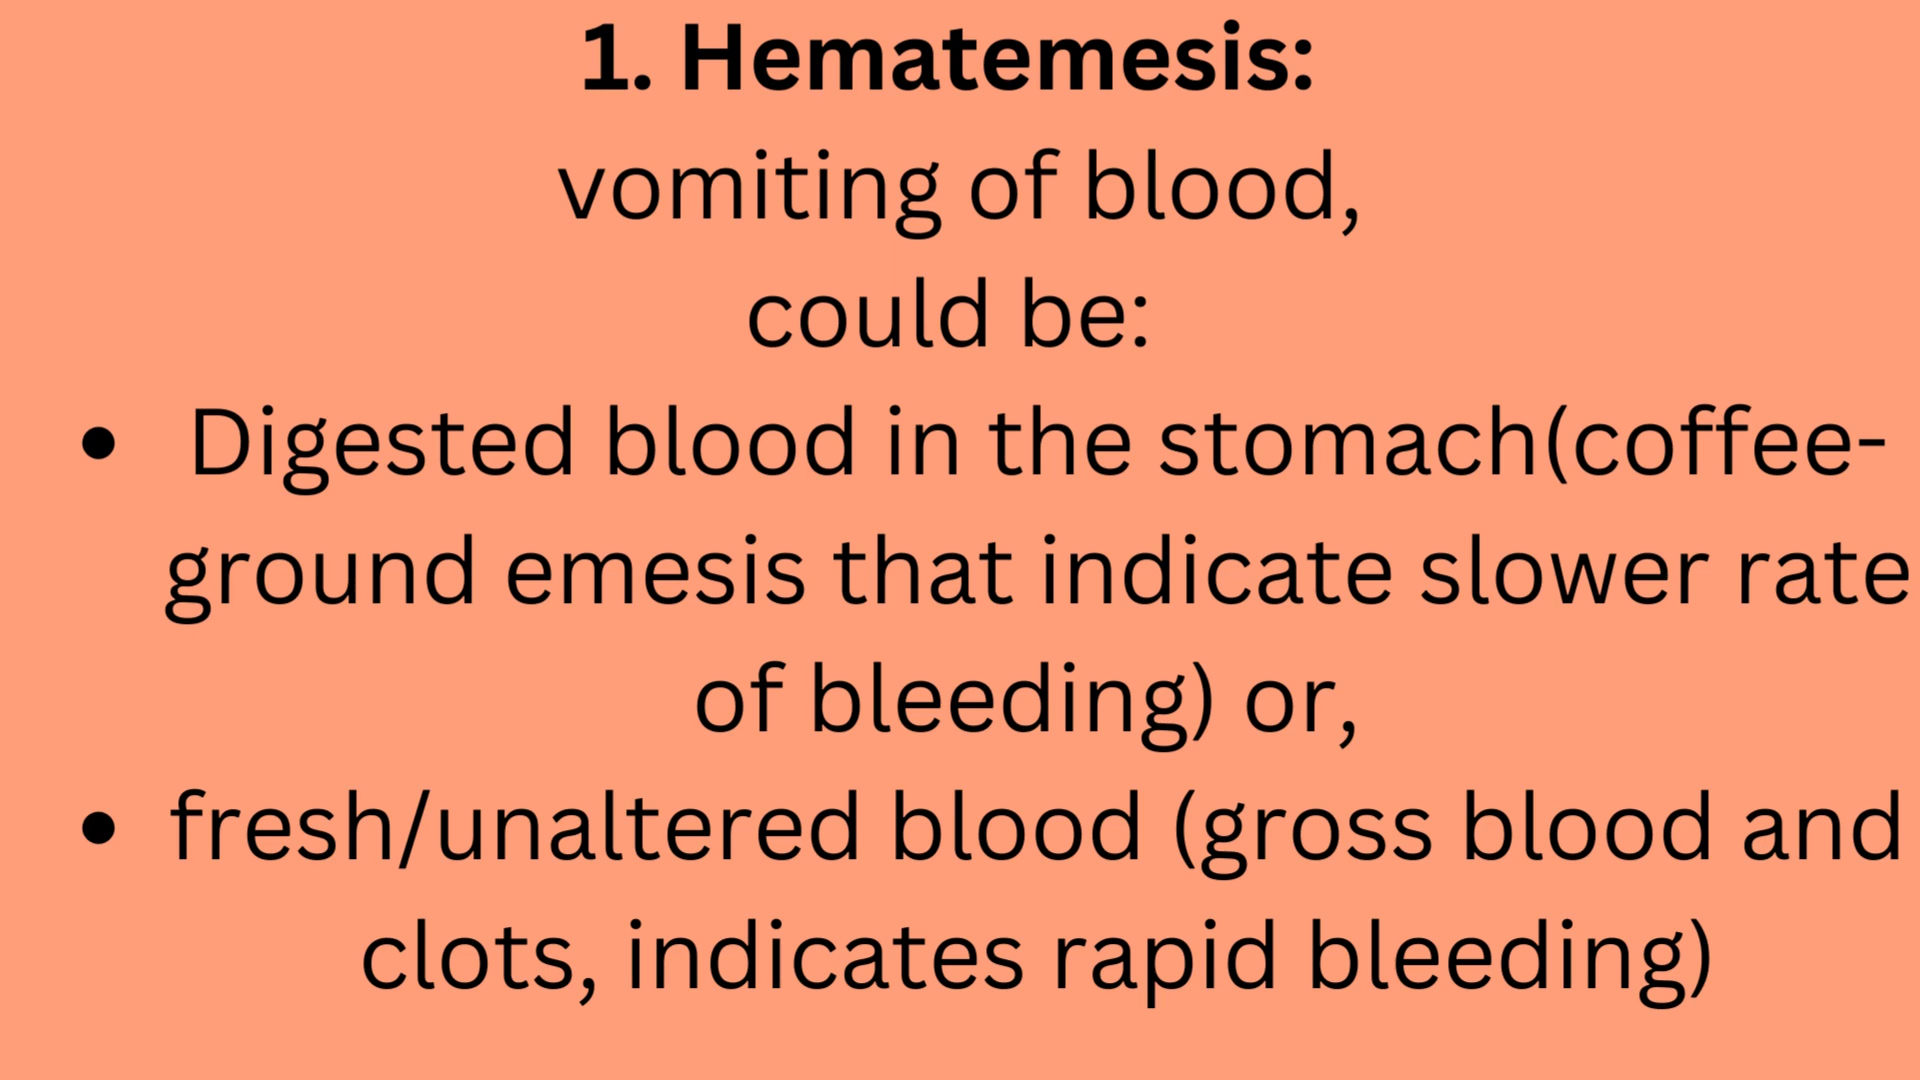 1. Hematemesis:
vomiting of blood,
could be:
• Digested blood in the stomach(coffee-
ground emesis that indicate slower rate
of bleeding) or,
• fresh/unaltered blood (gross blood and
clots, indicates rapid bleeding)